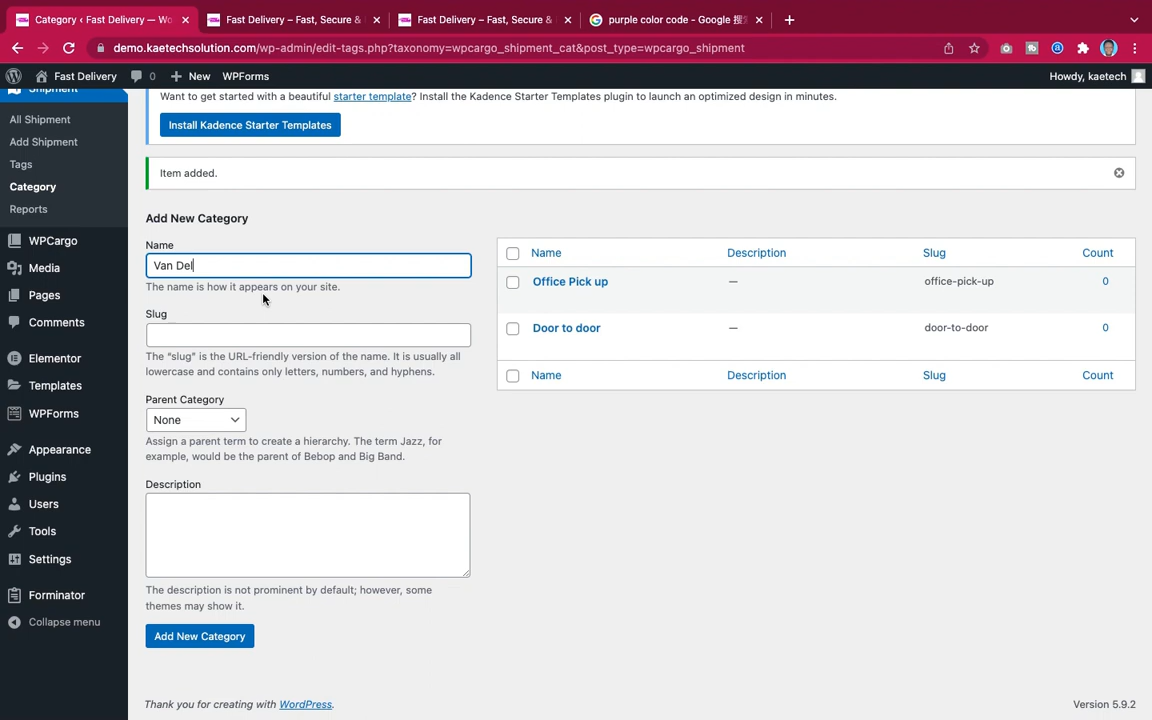 Category ‹ Fast Delivery — Wo
Fast Delivery – Fast, Secure &
Fast Delivery – Fast, Secure &
purple color code - Google 搜
demo.kaetechsolution.com/wp-admin/edit-tags.php?taxonomy=wpcargo_shipment_cat&post_type=wpcargo_shipment
Fast Delivery
0
New
WPForms
Howdy, kaetech
Shipment
All Shipment
Add Shipment
Tags
Category
Reports
WPCargo
Media
Pages
Comments
Elementor
Templates
WPForms
Appearance
Plugins
Users
Tools
Settings
Forminator
Collapse menu
Want to get started with a beautiful starter template? Install the Kadence Starter Templates plugin to launch an optimized design in minutes.
Install Kadence Starter Templates
Item added.
Add New Category
Name
Van Del
The name is how it appears on your site.
Slug
The “slug” is the URL-friendly version of the name. It is usually all
lowercase and contains only letters, numbers, and hyphens.
Parent Category
None
Assign a parent term to create a hierarchy. The term Jazz, for
example, would be the parent of Bebop and Big Band.
Description
The description is not prominent by default; however, some
themes may show it.
Add New Category
Name Description Slug Count
Office Pick up — office-pick-up 0
Door to door — door-to-door 0
Name Description Slug Count
Thank you for creating with WordPress.
Version 5.9.2